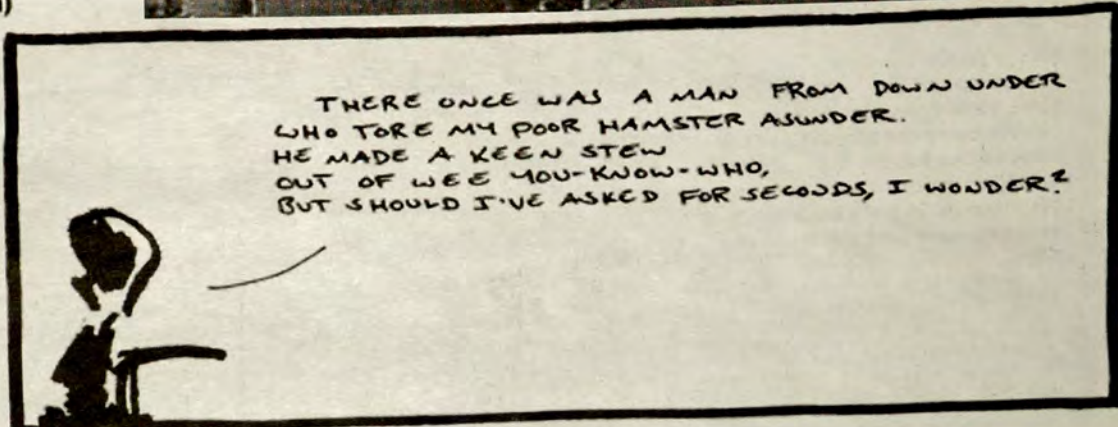 THERE ONCE WAS A MAN FROM DOWN UNDER
WHO TORE MY POOR HAMSTER ASUNDER.
HE MADE A KEEN STEW
OUT OF WEE YOU-KNOW-WHO,
BUT SHOULD I'VE ASKED FOR SECONDS, I WONDER?